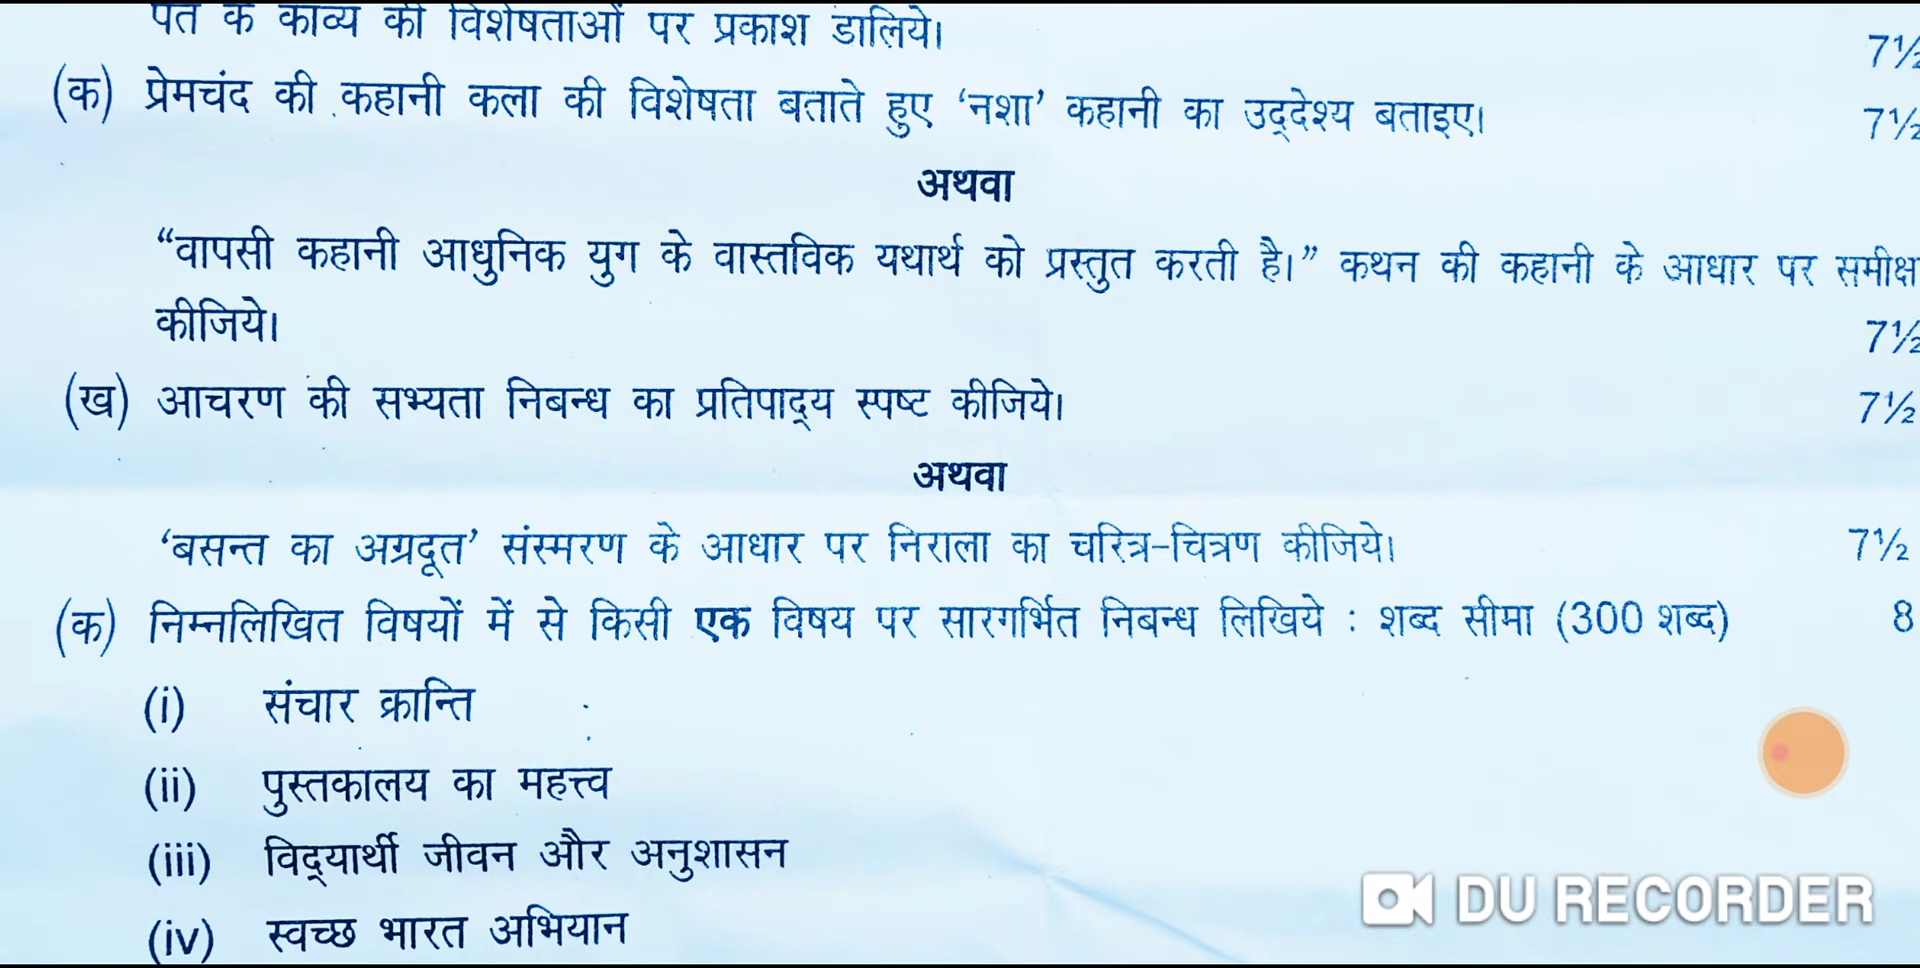 पंत के काव्य की विशेषताओं पर प्रकाश डालिये।
7½
(क) प्रेमचंद की कहानी कला की विशेषता बताते हुए ‘नशा’ कहानी का उद्देश्य बताइए। 7½
अथवा
“वापसी कहानी आधुनिक युग के वास्तविक यथार्थ को प्रस्तुत करती है।” कथन की कहानी के आधार पर समीक्ष
कीजिये। 7½
(ख) आचरण की सभ्यता निबन्ध का प्रतिपाद्य स्पष्ट कीजिये। 7½
अथवा
‘बसन्त का अग्रदूत’ संस्मरण के आधार पर निराला का चरित्र-चित्रण कीजिये। 7½
(क) निम्नलिखित विषयों में से किसी एक विषय पर सारगर्भित निबन्ध लिखिये : शब्द सीमा (300 शब्द) 8
(i) संचार क्रान्ति
(ii) पुस्तकालय का महत्त्व
(iii) विद्यार्थी जीवन और अनुशासन
(iv) स्वच्छ भारत अभियान
DU RECORDER